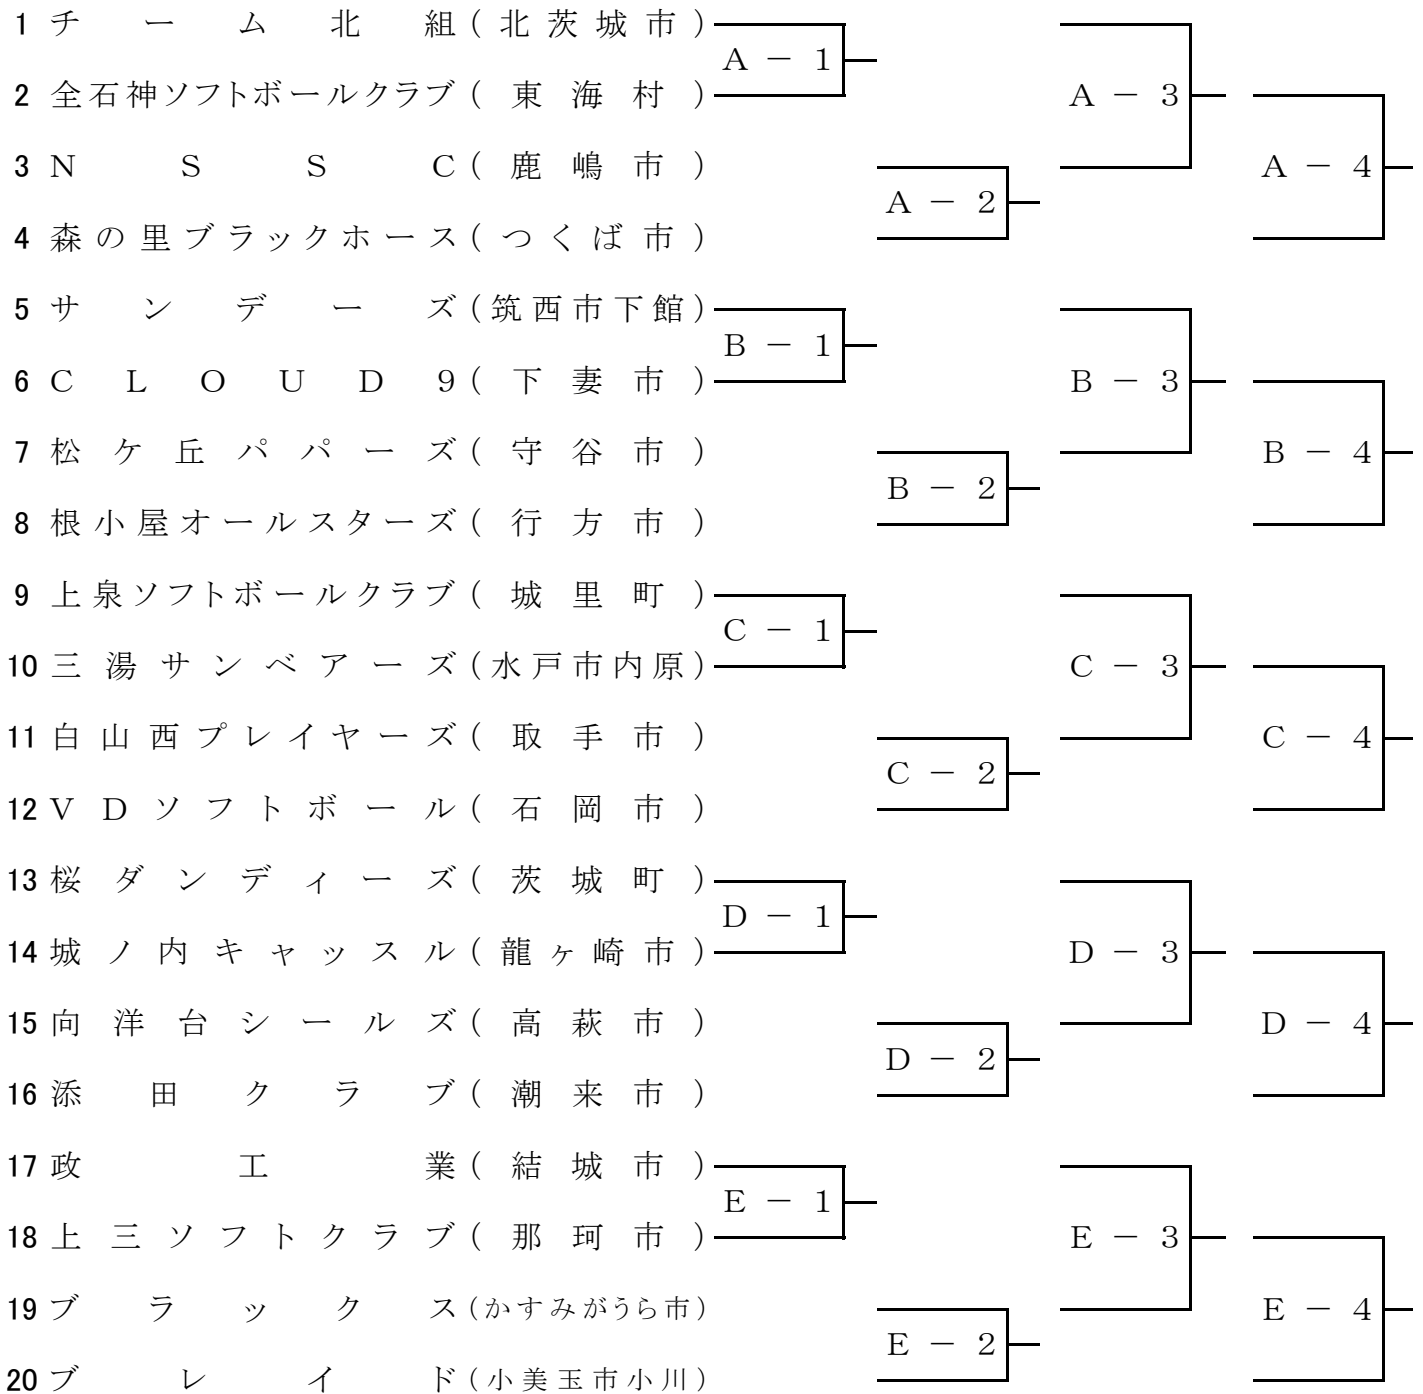 1 チーム北組(北茨城市)
A－1
2 全石神ソフトボールクラブ(東海村)
A－3
3 NSSC(鹿嶋市)
A－4
A－2
4 森の里ブラックホース(つくば市)
5 サンデーズ(筑西市下館)
B－1
6 CLOUD9(下妻市)
B－3
7 松ケ丘パパーズ(守谷市)
B－4
B－2
8 根小屋オールスターズ(行方市)
9 上泉ソフトボールクラブ(城里町)
C－1
10 三湯サンベアーズ(水戸市内原)
C－3
11 白山西プレイヤーズ(取手市)
C－4
C－2
12 VDソフトボール(石岡市)
13 桜ダンディーズ(茨城町)
D－1
14 城ノ内キャッスル(龍ヶ崎市)
D－3
15 向洋台シールズ(高萩市)
D－4
D－2
16 添田クラブ(潮来市)
17 政工業(結城市)
E－1
18 上三ソフトクラブ(那珂市)
E－3
19 ブラックス(かすみがうら市)
E－4
E－2
20 ブレイド(小美玉市小川)